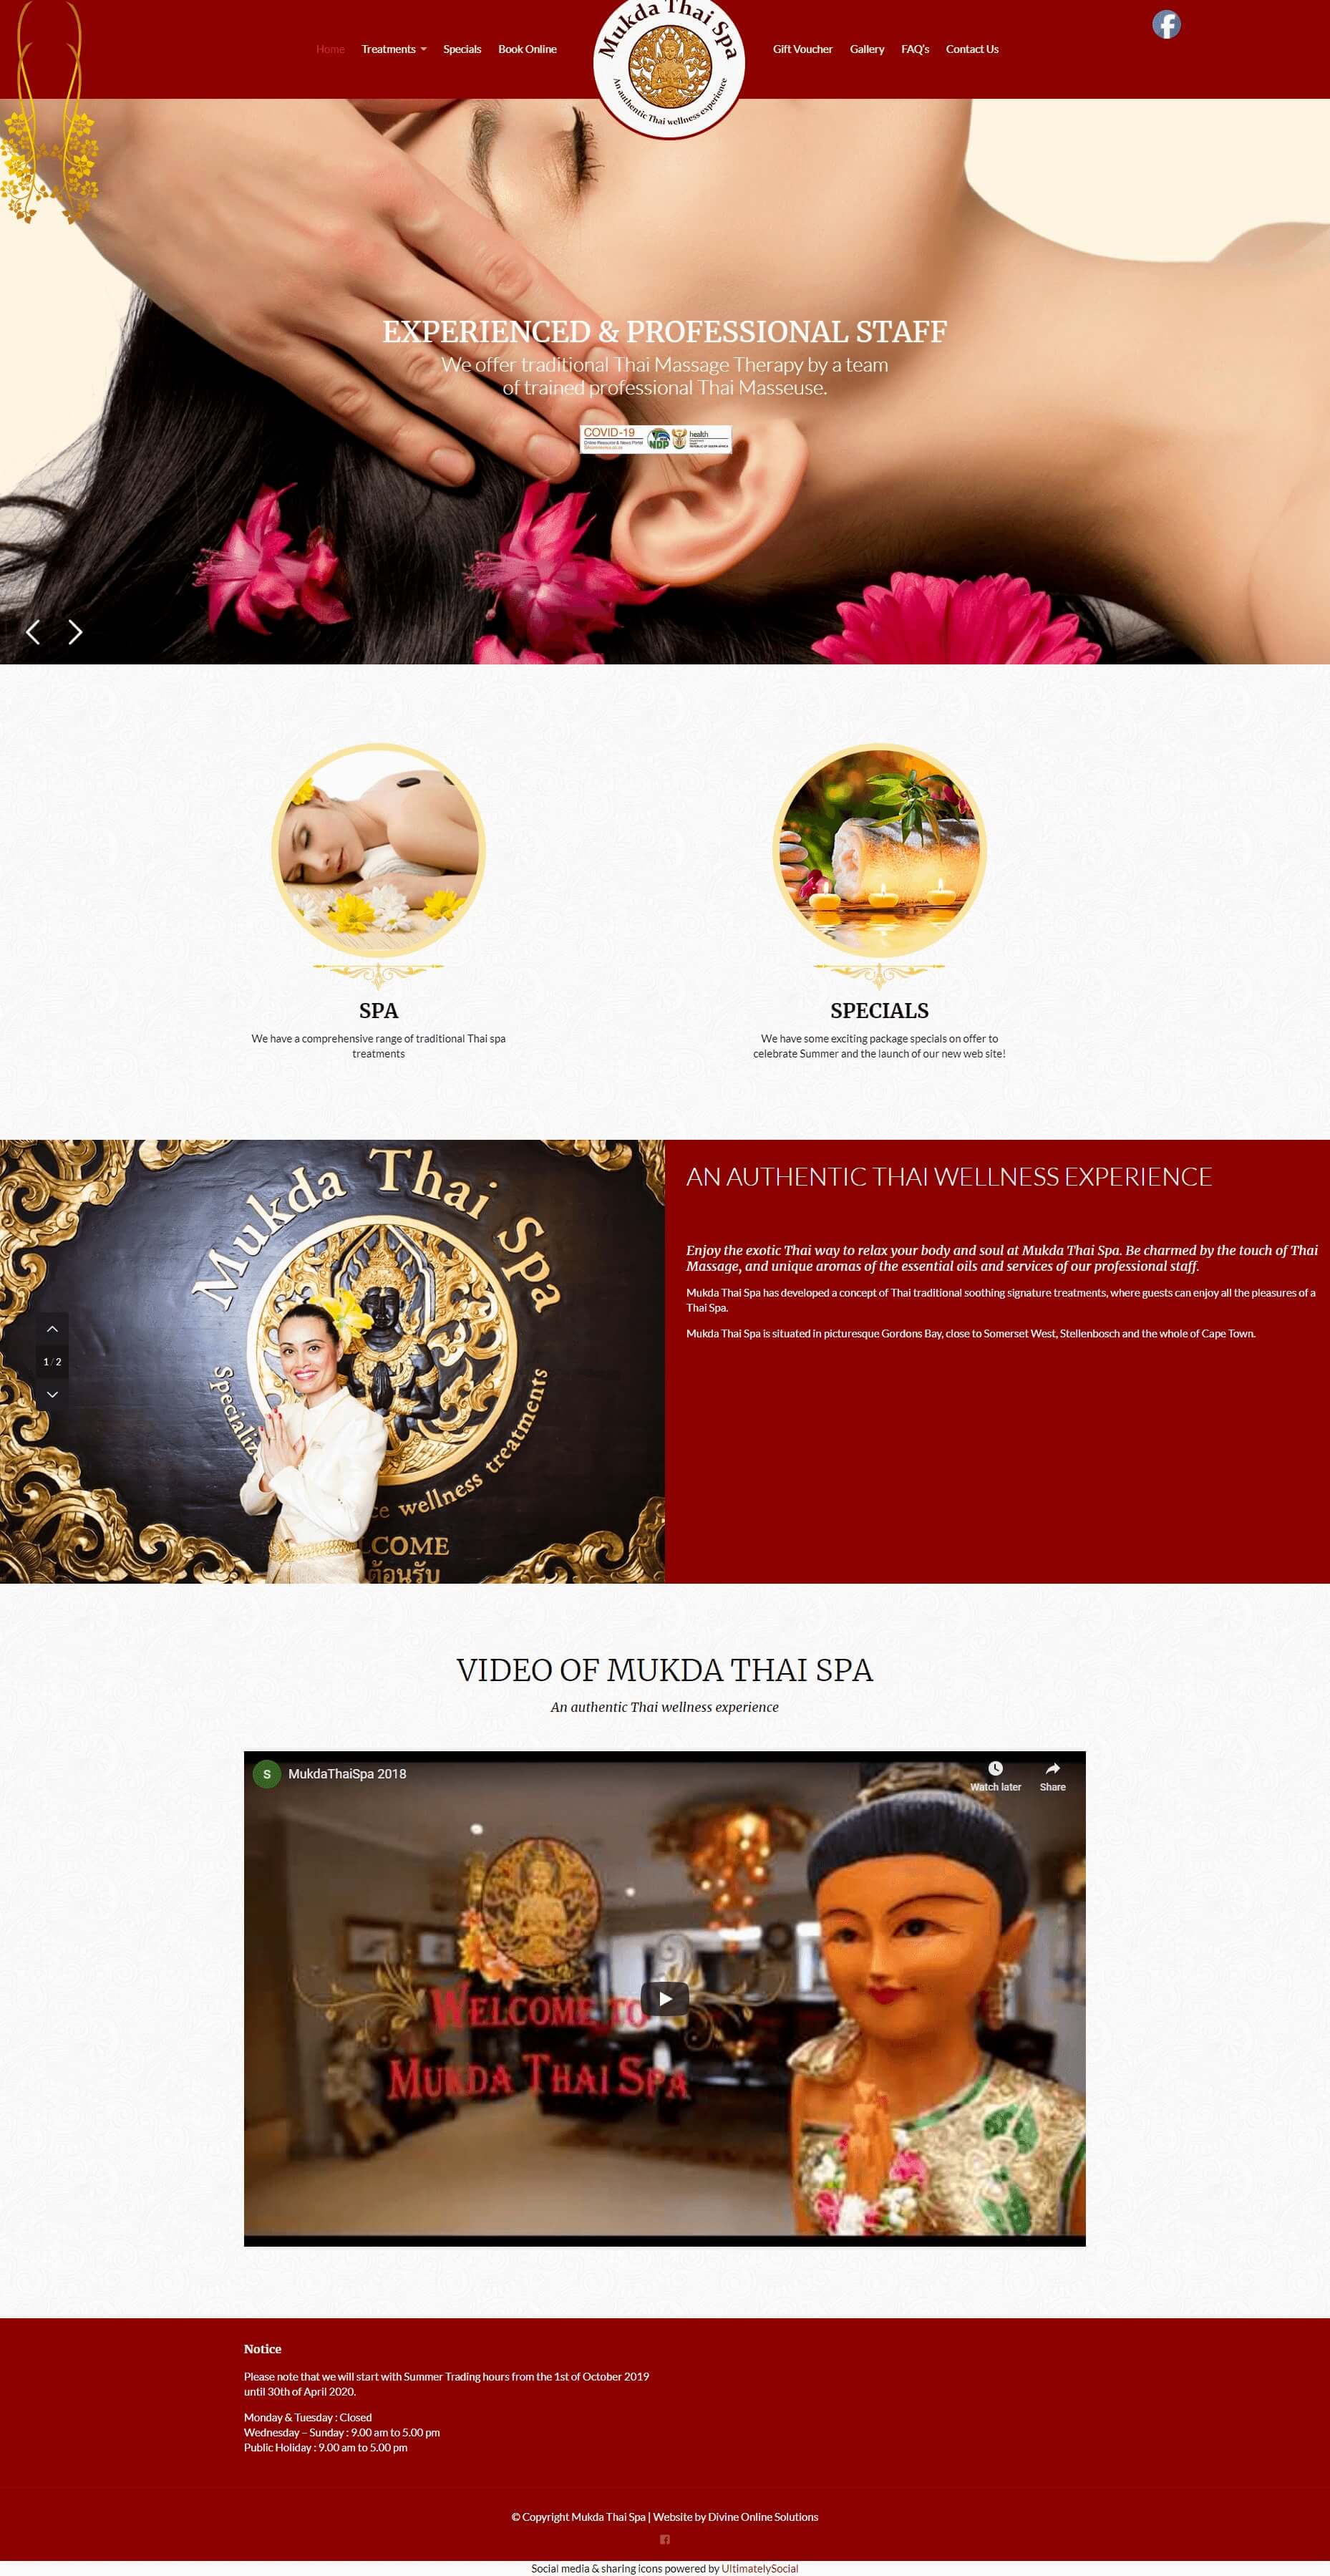 Home
Treatments
Specials
Book Online
Mukda Thai Spa
An authentic Thai wellness experience
Gift Voucher
Gallery
FAQ's
Contact Us
EXPERIENCED & PROFESSIONAL STAFF
We offer traditional Thai Massage Therapy by a team
of trained professional Thai Masseuse.
COVID-19
Online Resource & News Portal
NDP
health
SPA
We have a comprehensive range of traditional Thai spa
treatments
SPECIALS
We have some exciting package specials on offer to
celebrate Summer and the launch of our new web site!
Mukda Thai Spa
wellness treatments
1 / 2
AN AUTHENTIC THAI WELLNESS EXPERIENCE
Enjoy the exotic Thai way to relax your body and soul at Mukda Thai Spa. Be charmed by the touch of Thai
Massage, and unique aromas of the essential oils and services of our professional staff.
Mukda Thai Spa has developed a concept of Thai traditional soothing signature treatments, where guests can enjoy all the pleasures of a
Thai Spa.
Mukda Thai Spa is situated in picturesque Gordons Bay, close to Somerset West, Stellenbosch and the whole of Cape Town.
VIDEO OF MUKDA THAI SPA
An authentic Thai wellness experience
S
MukdaThaiSpa 2018
Watch later
Share
WELCOME TO
MUKDA THAI SPA
Notice
Please note that we will start with Summer Trading hours from the 1st of October 2019
until 30th of April 2020.
Monday & Tuesday : Closed
Wednesday – Sunday : 9.00 am to 5.00 pm
Public Holiday : 9.00 am to 5.00 pm
© Copyright Mukda Thai Spa | Website by Divine Online Solutions
Social media & sharing icons powered by UltimatelySocial